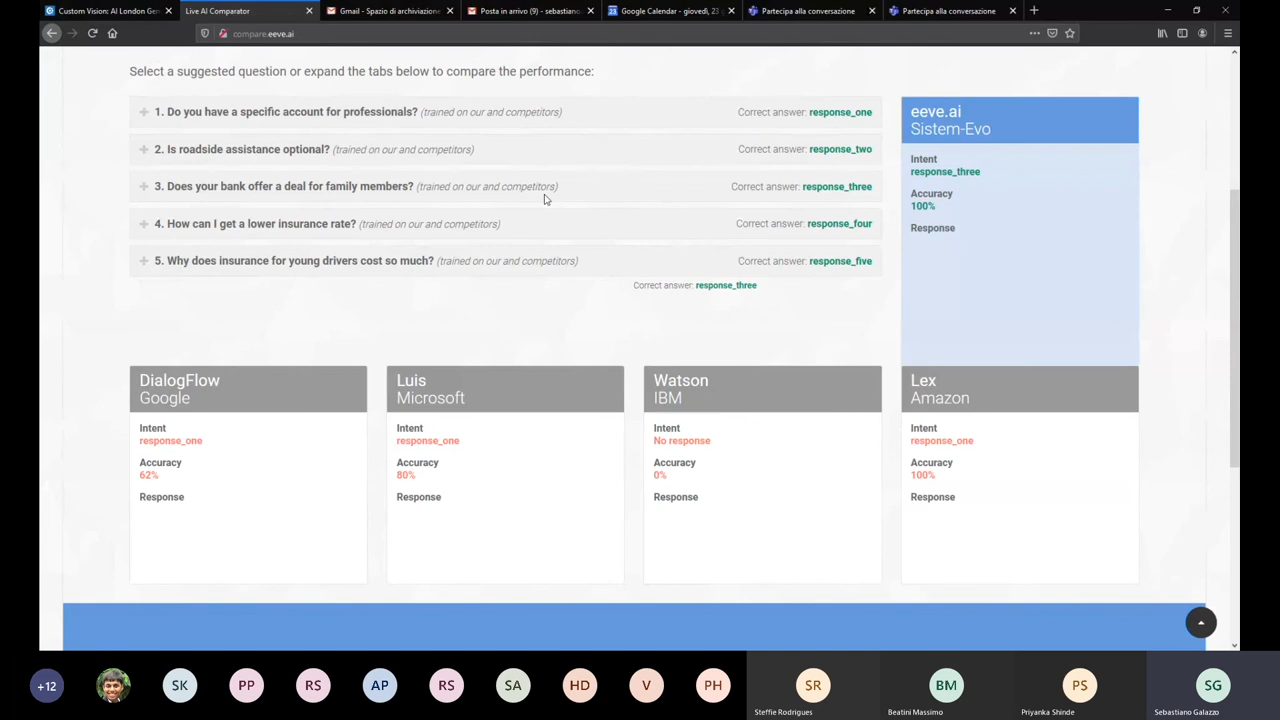 Custom Vision: AI London Gen
Live AI Comparator
Gmail - Spazio di archiviazione
Posta in arrivo (9) - sebastiano
Google Calendar - giovedì, 23 g
Partecipa alla conversazione
Partecipa alla conversazione
compare.eeve.ai
Select a suggested question or expand the tabs below to compare the performance:
1. Do you have a specific account for professionals? (trained on our and competitors) Correct answer: response_one
2. Is roadside assistance optional? (trained on our and competitors) Correct answer: response_two
3. Does your bank offer a deal for family members? (trained on our and competitors) Correct answer: response_three
4. How can I get a lower insurance rate? (trained on our and competitors) Correct answer: response_four
5. Why does insurance for young drivers cost so much? (trained on our and competitors) Correct answer: response_five
Correct answer: response_three
eeve.ai
Sistem-Evo
Intent
response_three
Accuracy
100%
Response
DialogFlow
Google
Intent
response_one
Accuracy
62%
Response
Luis
Microsoft
Intent
response_one
Accuracy
80%
Response
Watson
IBM
Intent
No response
Accuracy
0%
Response
Lex
Amazon
Intent
response_one
Accuracy
100%
Response
+12
SK
PP
RS
AP
RS
SA
HD
V
PH
SR
Steffie Rodrigues
BM
Beatini Massimo
PS
Priyanka Shinde
SG
Sebastiano Galazzo